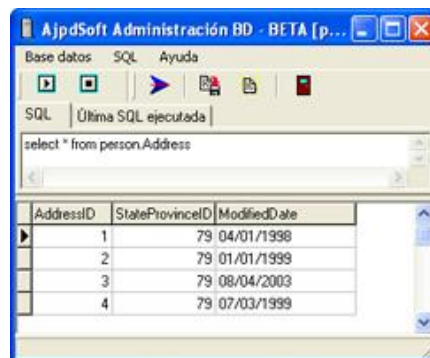 AjpdSoft Administración BD - BETA [p...
Base datos SQL Ayuda
SQL Última SQL ejecutada
select * from person.Address
AddressID StateProvinceID ModifiedDate
1 79 04/01/1998
2 79 01/01/1999
3 79 08/04/2003
4 79 07/03/1999